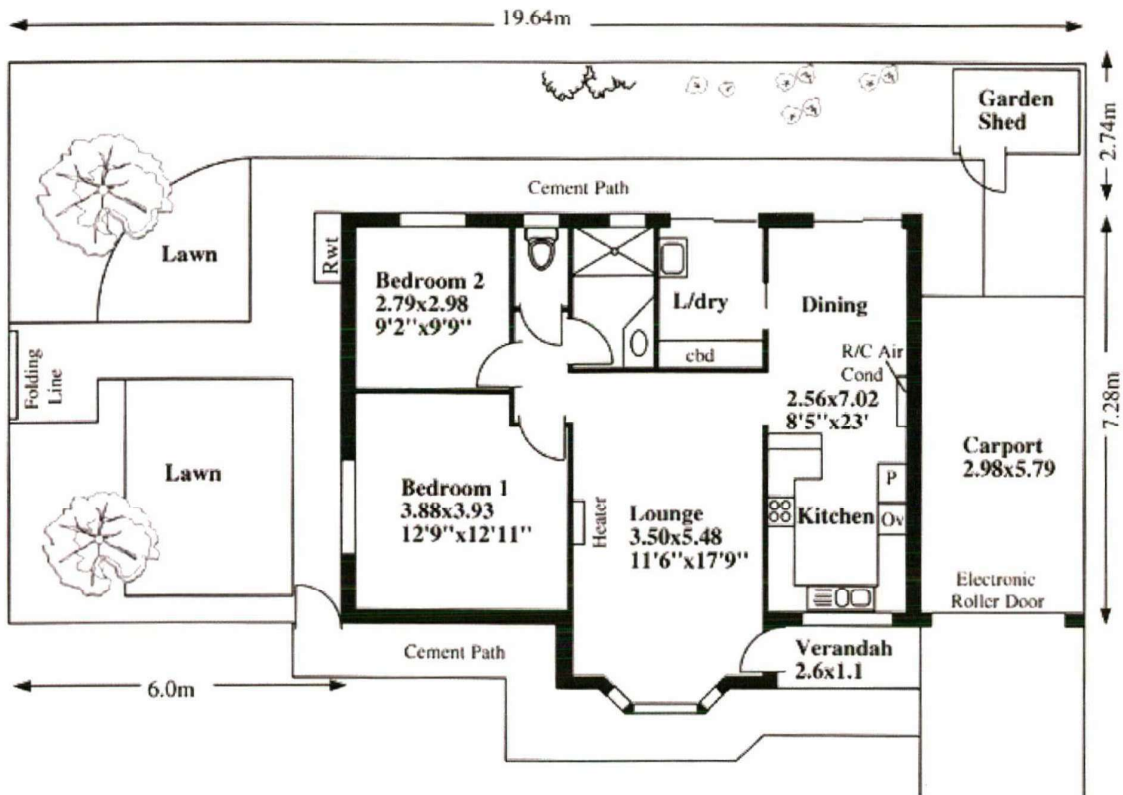 19.64m
Garden
Shed
2.74m
Cement Path
Lawn
Rwt
Bedroom 2
2.79x2.98
9'2"x9'9"
L/dry
cbd
Dining
R/C Air
Cond
2.56x7.02
8'5"x23'
7.28m
Folding
Line
Lawn
Bedroom 1
3.88x3.93
12'9"x12'11"
Heater
Lounge
3.50x5.48
11'6"x17'9"
P
Kitchen
Ov
Carport
2.98x5.79
Electronic
Roller Door
Cement Path
Verandah
2.6x1.1
6.0m